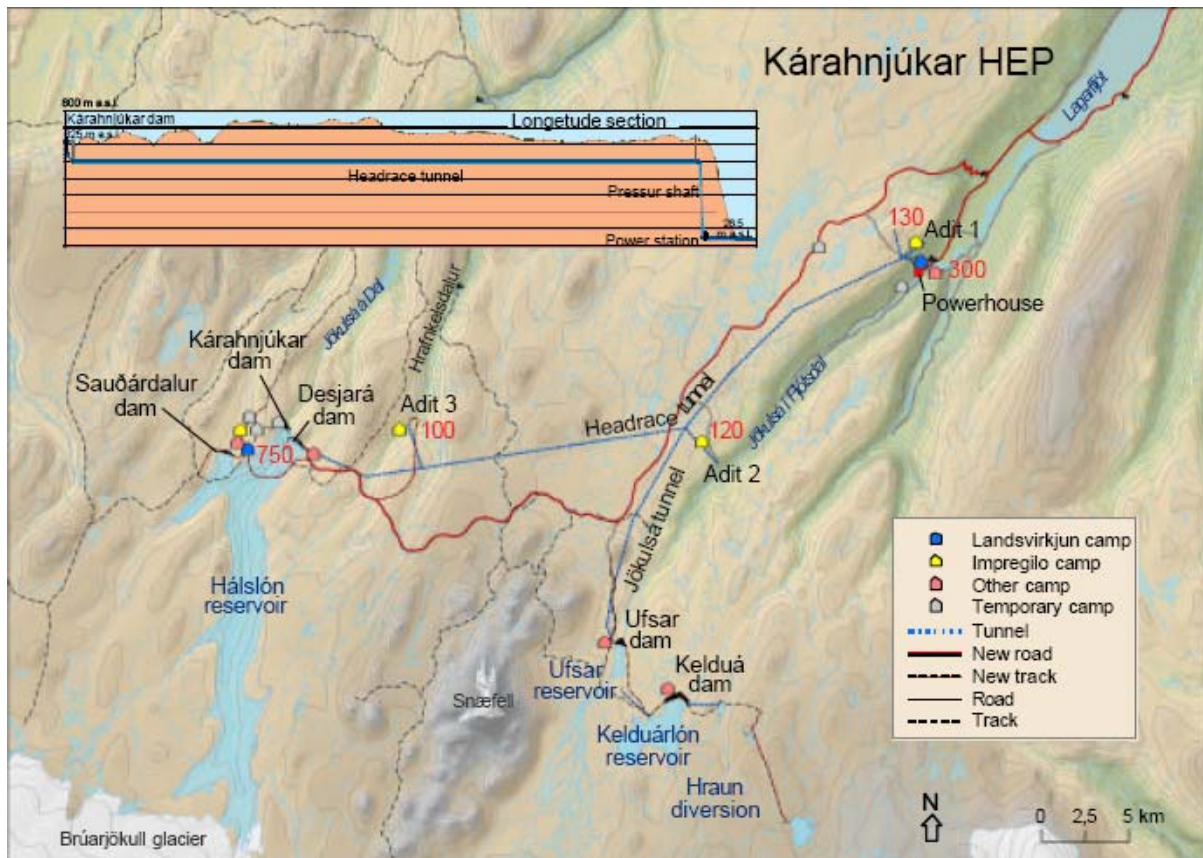 Kárahnjúkar HEP
Lagarfljót
600 m a.s.l.
Kárahnjúkar dam
Longetude section
625 m a.s.l.
Headrace tunnel
Pressur shaft
26.5
m a.s.l.
Power station
130
Adit 1
300
Powerhouse
Jökulsá á Dal
Hrafnkelsdalur
Kárahnjúkar
dam
Sauðárdalur
dam
Desjará
dam
Adit 3
100
750
Headrace tunnel
120
Adit 2
Jökulsá í Fljótsdal
Jökulsá tunnel
Hálslón
reservoir
Ufsar
dam
Ufsar
reservoir
Kelduá
dam
Snæfell
Kelduárlón
reservoir
Hraun
diversion
Brúarjökull glacier
Landsvirkjun camp
Impregilo camp
Other camp
Temporary camp
Tunnel
New road
New track
Road
Track
N
0 2,5 5 km